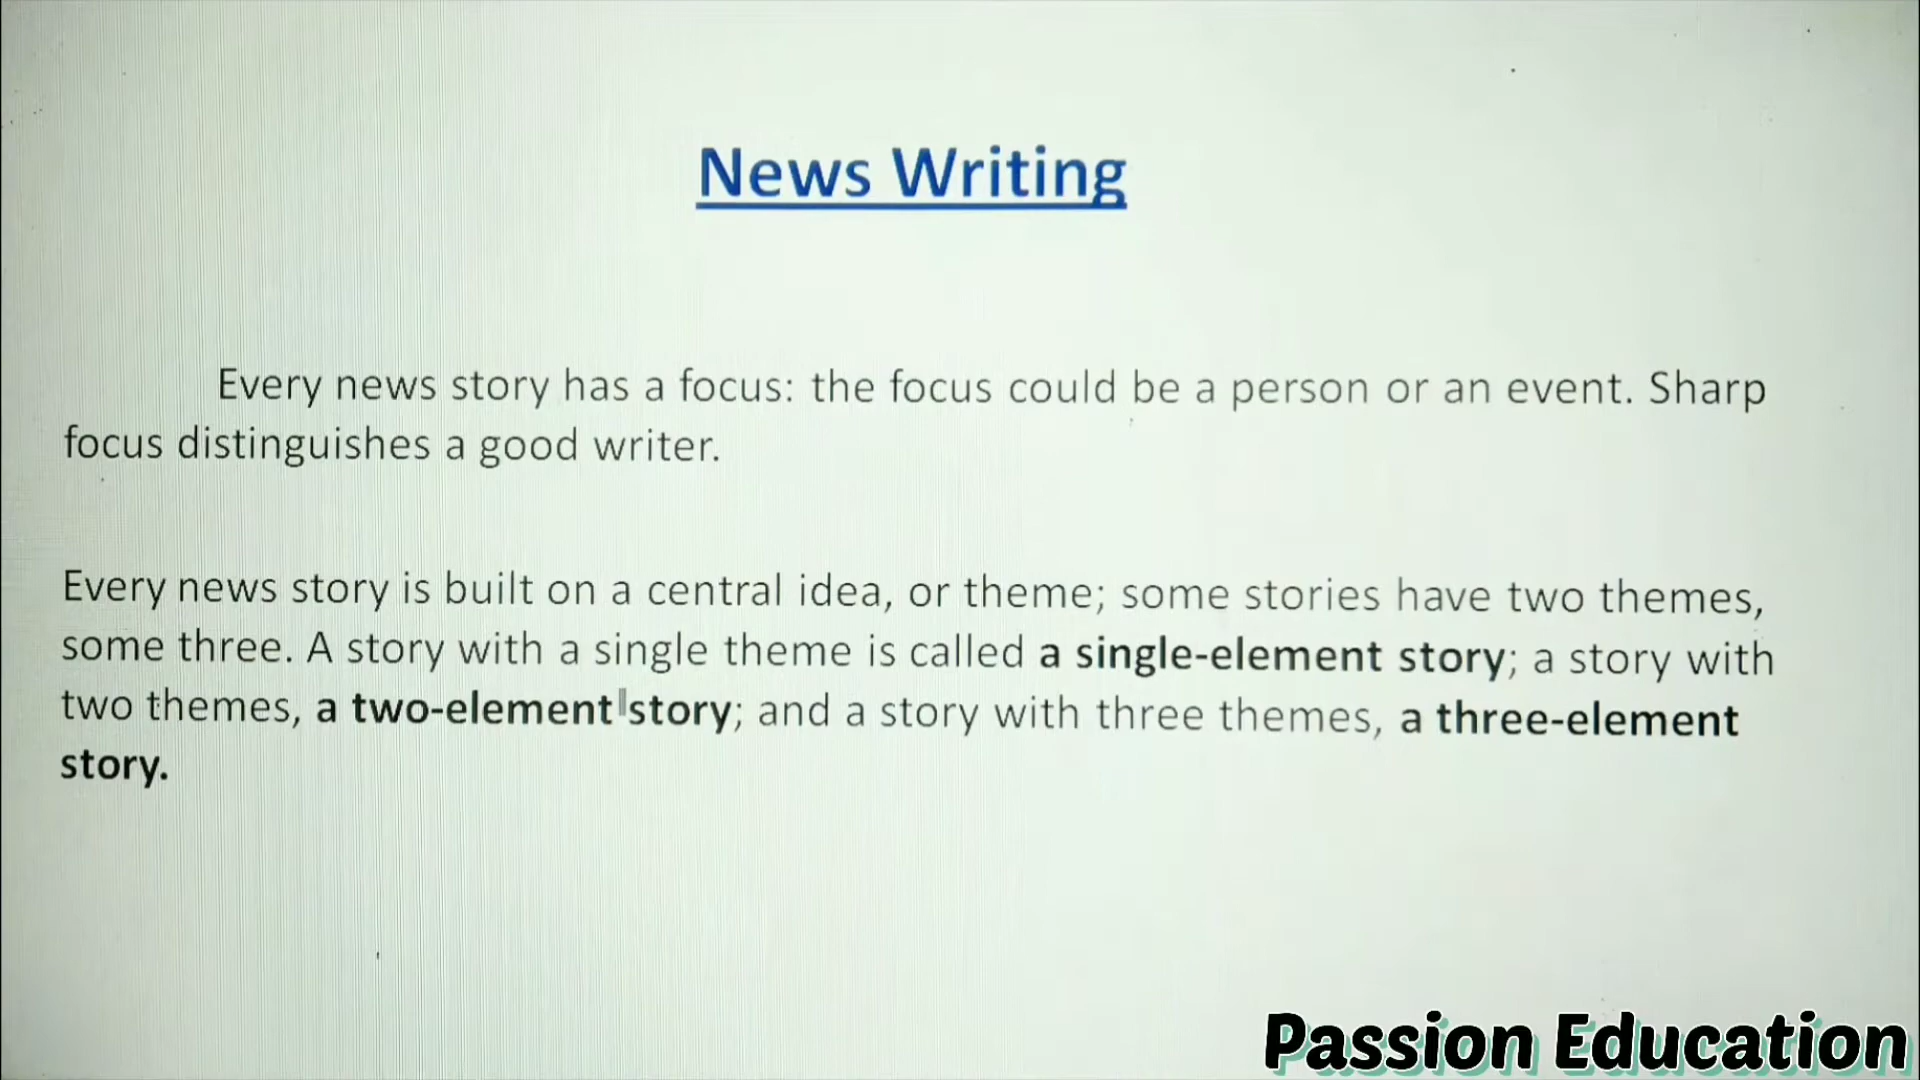 News Writing
Every news story has a focus: the focus could be a person or an event. Sharp
focus distinguishes a good writer.
Every news story is built on a central idea, or theme; some stories have two themes,
some three. A story with a single theme is called a single-element story; a story with
two themes, a two-element story; and a story with three themes, a three-element
story.
Passion Education